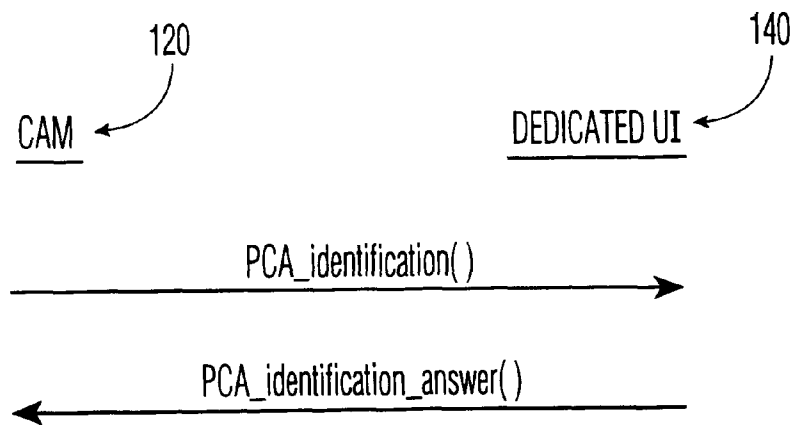 120
140
CAM
DEDICATED UI
PCA_identification( )
PCA_identification_answer( )